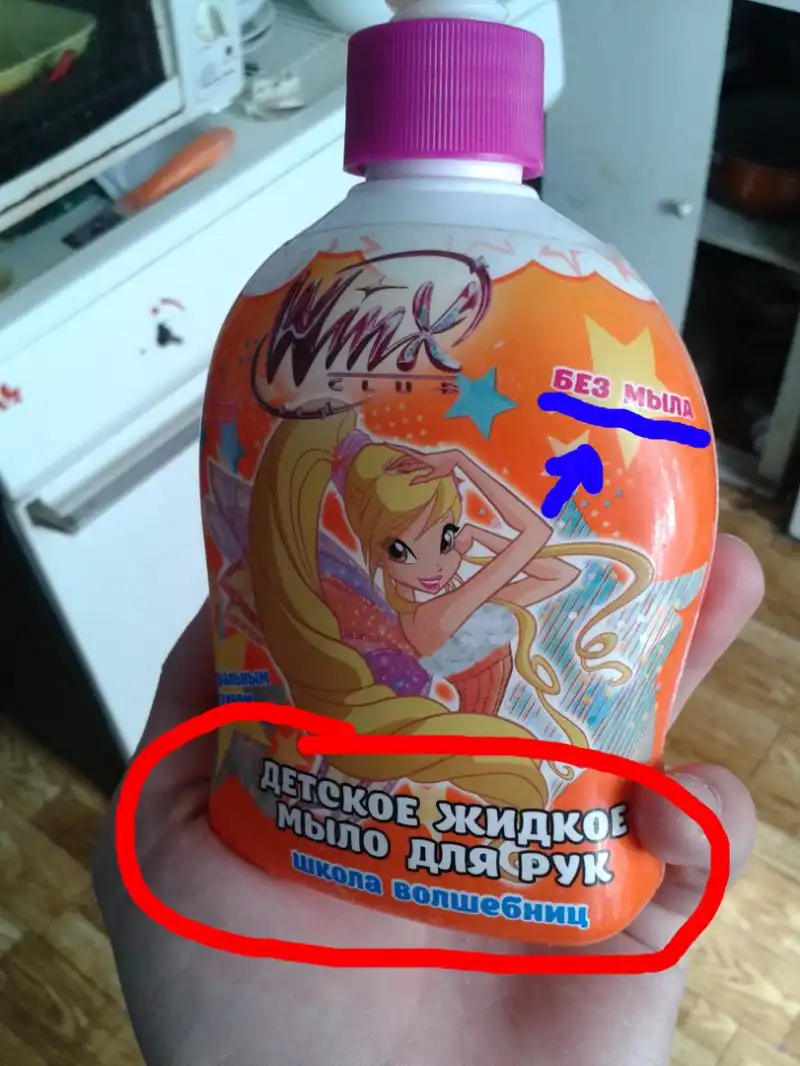 Winx
CLUB
БЕЗ МЫЛА
ДЕТСКОЕ ЖИДКОЕ
МЫЛО ДЛЯ РУК
ШКОЛА ВОЛШЕБНИЦ